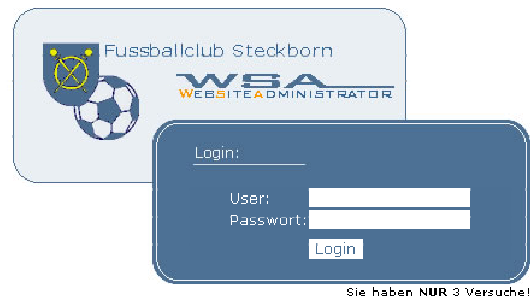 Fussballclub Steckborn
WSA
WEBSITEADMINISTRATOR
Login:
User:
Passwort:
Login
Sie haben NUR 3 Versuche!